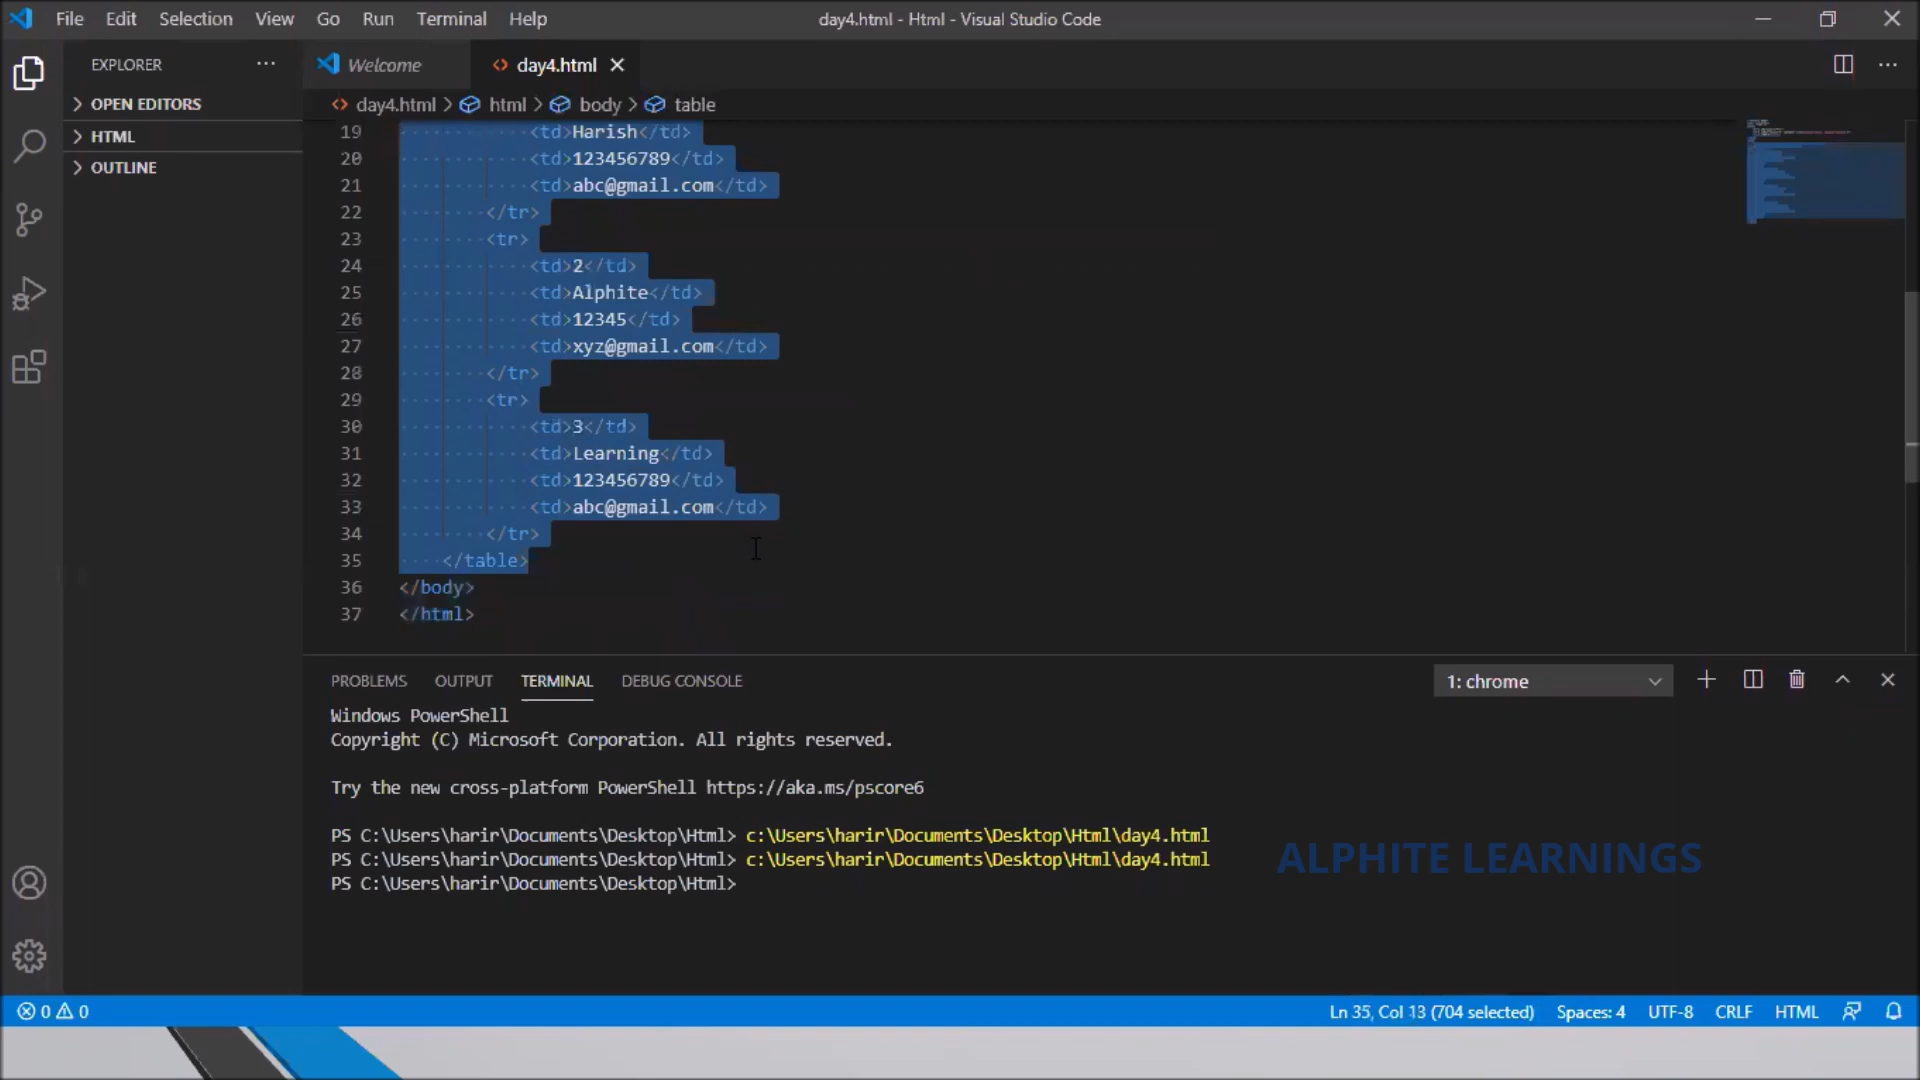 File Edit Selection View Go Run Terminal Help
day4.html - Html - Visual Studio Code
EXPLORER
OPEN EDITORS
HTML
OUTLINE
Welcome
day4.html
day4.html > html > body > table
19 <td>Harish</td>
20 <td>123456789</td>
21 <td>abc@gmail.com</td>
22 </tr>
23 <tr>
24 <td>2</td>
25 <td>Alphite</td>
26 <td>12345</td>
27 <td>xyz@gmail.com</td>
28 </tr>
29 <tr>
30 <td>3</td>
31 <td>Learning</td>
32 <td>123456789</td>
33 <td>abc@gmail.com</td>
34 </tr>
35 </table>
36 </body>
37 </html>
PROBLEMS OUTPUT TERMINAL DEBUG CONSOLE
1: chrome
Windows PowerShell
Copyright (C) Microsoft Corporation. All rights reserved.
Try the new cross-platform PowerShell https://aka.ms/pscore6
PS C:\Users\harir\Documents\Desktop\Html> c:\Users\harir\Documents\Desktop\Html\day4.html
PS C:\Users\harir\Documents\Desktop\Html> c:\Users\harir\Documents\Desktop\Html\day4.html
PS C:\Users\harir\Documents\Desktop\Html>
ALPHITE LEARNINGS
0 0
Ln 35, Col 13 (704 selected) Spaces: 4 UTF-8 CRLF HTML